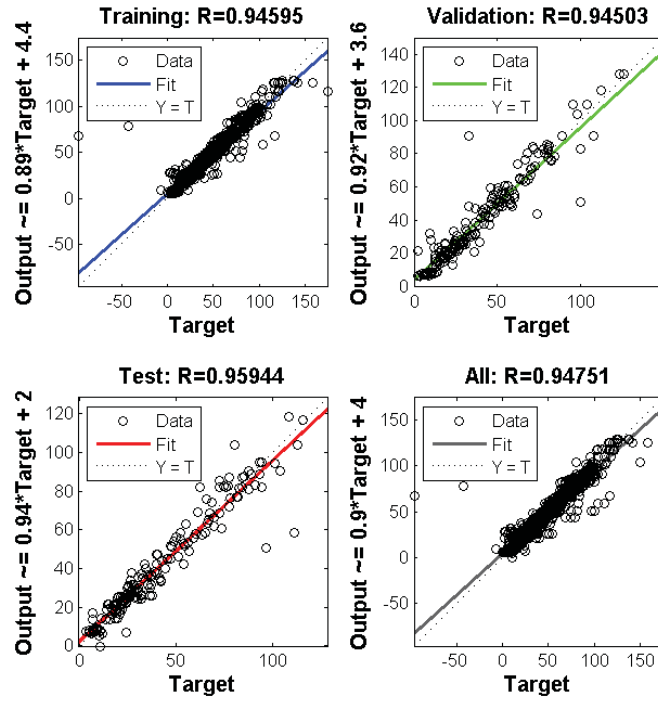 Training: R=0.94595
Output ~= 0.89*Target + 4.4
Data
Fit
Y = T
100
50
0
-50
-50
0
50
100
150
Target
Validation: R=0.94503
Output ~= 0.92*Target + 3.6
Data
Fit
Y = T
140
120
100
80
60
40
20
0
0
50
100
Target
Test: R=0.95944
Output ~= 0.94*Target + 2
Data
Fit
Y = T
120
100
80
60
40
20
0
0
50
100
Target
All: R=0.94751
Output ~= 0.9*Target + 4
Data
Fit
Y = T
150
100
50
0
-50
-50
0
50
100
150
Target